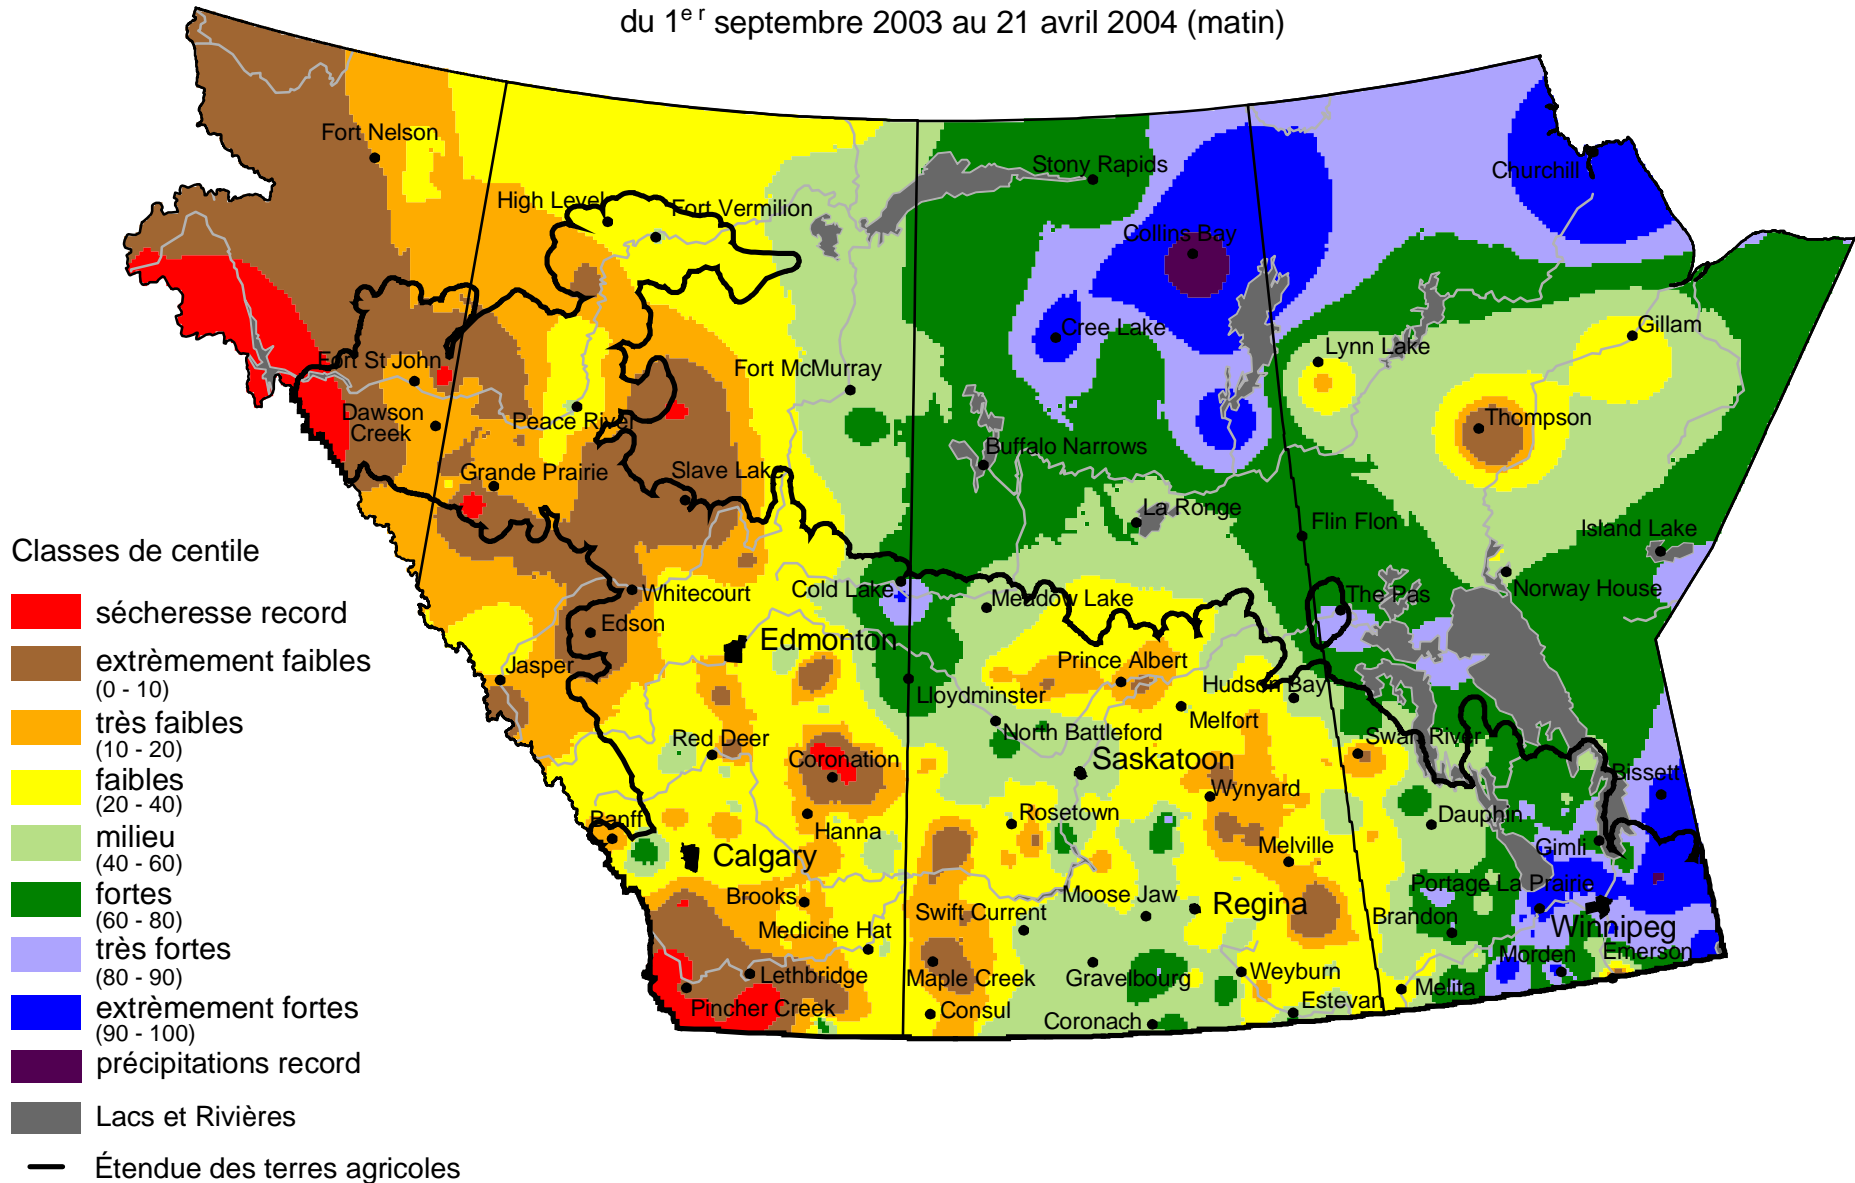 du 1er septembre 2003 au 21 avril 2004 (matin)
Fort Nelson
Stony Rapids
Churchill
High Level
Fort Vermilion
Collins Bay
Cree Lake
Gillam
Lynn Lake
Fort St John
Fort McMurray
Dawson
Creek
Peace River
Thompson
Buffalo Narrows
Grande Prairie
Slave Lake
La Ronge
Flin Flon
Island Lake
Whitecourt
Cold Lake
Meadow Lake
The Pas
Norway House
Edson
Edmonton
Jasper
Prince Albert
Hudson Bay
Lloydminster
Melfort
North Battleford
Red Deer
Swan River
Coronation
Saskatoon
Bissett
Wynyard
Banff
Hanna
Rosetown
Dauphin
Calgary
Melville
Gimli
Brooks
Moose Jaw
Portage La Prairie
Swift Current
Regina
Brandon
Winnipeg
Medicine Hat
Morden
Emerson
Lethbridge
Maple Creek
Gravelbourg
Weyburn
Melita
Pincher Creek
Consul
Coronach
Estevan
Classes de centile
sécheresse record
extrèmement faibles
(0 - 10)
très faibles
(10 - 20)
faibles
(20 - 40)
milieu
(40 - 60)
fortes
(60 - 80)
très fortes
(80 - 90)
extrèmement fortes
(90 - 100)
précipitations record
Lacs et Rivières
Étendue des terres agricoles